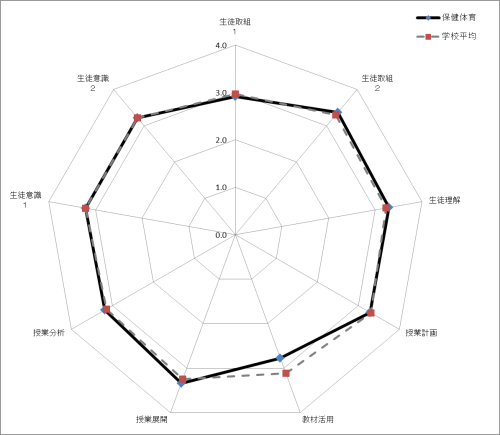 保健体育
学校平均
生徒取組
1
生徒取組
2
生徒理解
授業計画
教材活用
授業展開
授業分析
生徒意識
1
生徒意識
2
4.0
3.0
2.0
1.0
0.0